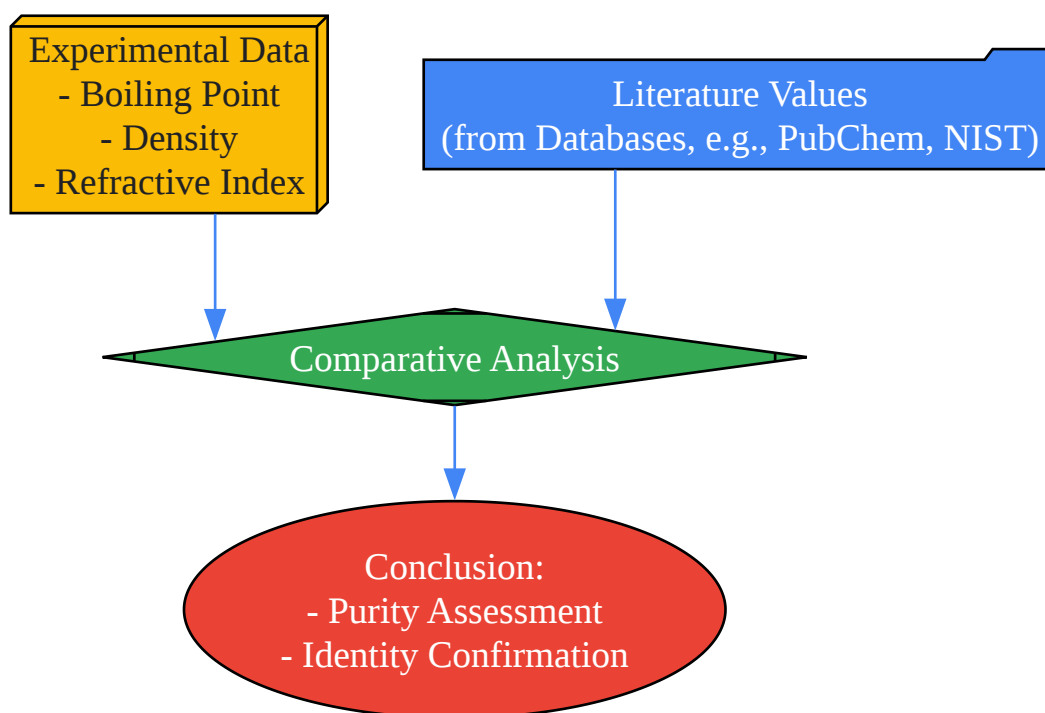 Experimental Data
- Boiling Point
- Density
- Refractive Index
Literature Values
(from Databases, e.g., PubChem, NIST)
Comparative Analysis
Conclusion:
- Purity Assessment
- Identity Confirmation